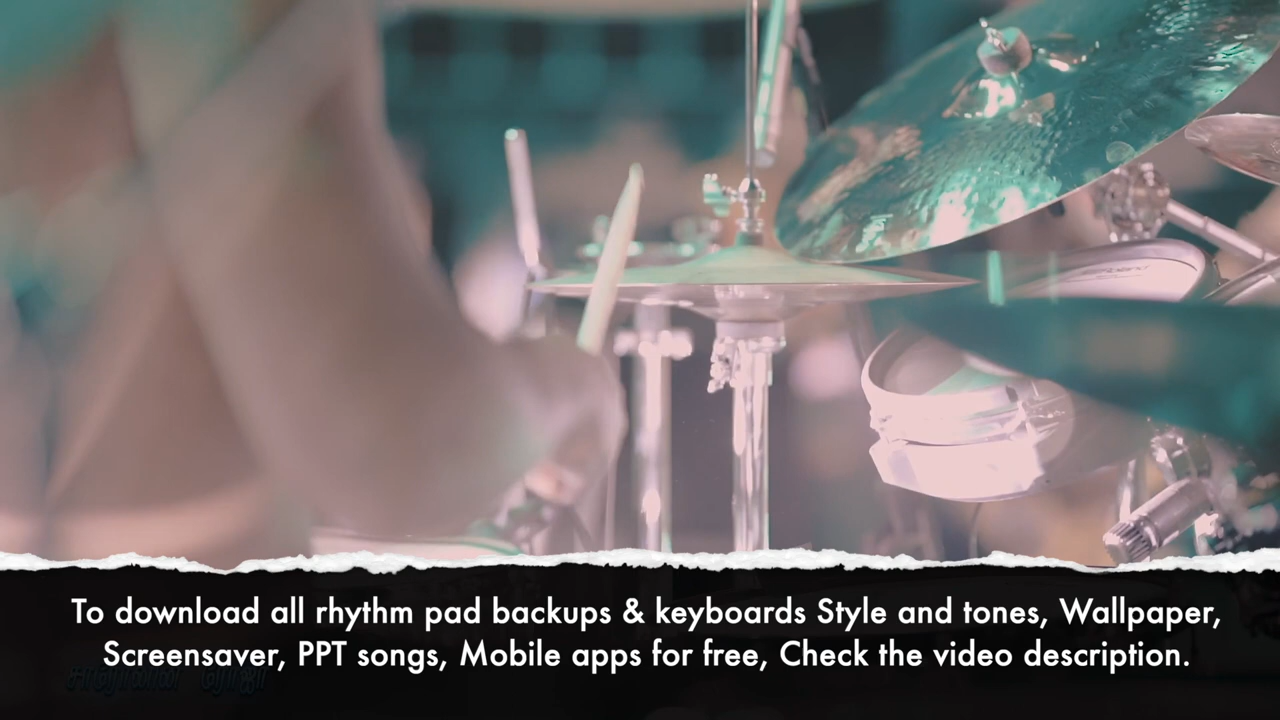 Roland
To download all rhythm pad backups & keyboards Style and tones, Wallpaper,
Screensaver, PPT songs, Mobile apps for free, Check the video description.